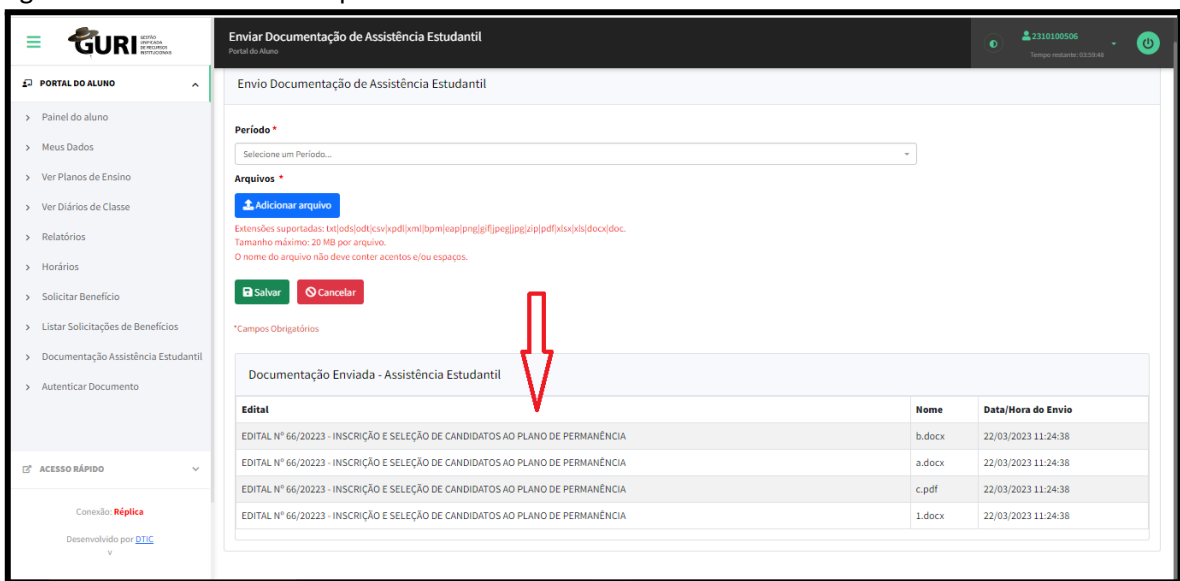 GURI GESTÃO UNIFICADA DE RECURSOS INSTITUCIONAIS
Enviar Documentação de Assistência Estudantil
Portal do Aluno
2310100506
Tempo restante: 03:59:48
PORTAL DO ALUNO
Painel do aluno
Meus Dados
Ver Planos de Ensino
Ver Diários de Classe
Relatórios
Horários
Solicitar Benefício
Listar Solicitações de Benefícios
Documentação Assistência Estudantil
Autenticar Documento
ACESSO RÁPIDO
Conexão: Réplica
Desenvolvido por DTIC
v
Envio Documentação de Assistência Estudantil
Período *
Selecione um Período...
Arquivos *
Adicionar arquivo
Extensões suportadas: txt|ods|odt|csv|xpdl|xml|bpm|eap|png|gif|jpeg|jpg|zip|pdf|xlsx|xls|docx|doc.
Tamanho máximo: 20 MB por arquivo.
O nome do arquivo não deve conter acentos e/ou espaços.
Salvar Cancelar
*Campos Obrigatórios
Documentação Enviada - Assistência Estudantil
Edital Nome Data/Hora do Envio
EDITAL Nº 66/20223 - INSCRIÇÃO E SELEÇÃO DE CANDIDATOS AO PLANO DE PERMANÊNCIA b.docx 22/03/2023 11:24:38
EDITAL Nº 66/20223 - INSCRIÇÃO E SELEÇÃO DE CANDIDATOS AO PLANO DE PERMANÊNCIA a.docx 22/03/2023 11:24:38
EDITAL Nº 66/20223 - INSCRIÇÃO E SELEÇÃO DE CANDIDATOS AO PLANO DE PERMANÊNCIA c.pdf 22/03/2023 11:24:38
EDITAL Nº 66/20223 - INSCRIÇÃO E SELEÇÃO DE CANDIDATOS AO PLANO DE PERMANÊNCIA 1.docx 22/03/2023 11:24:38